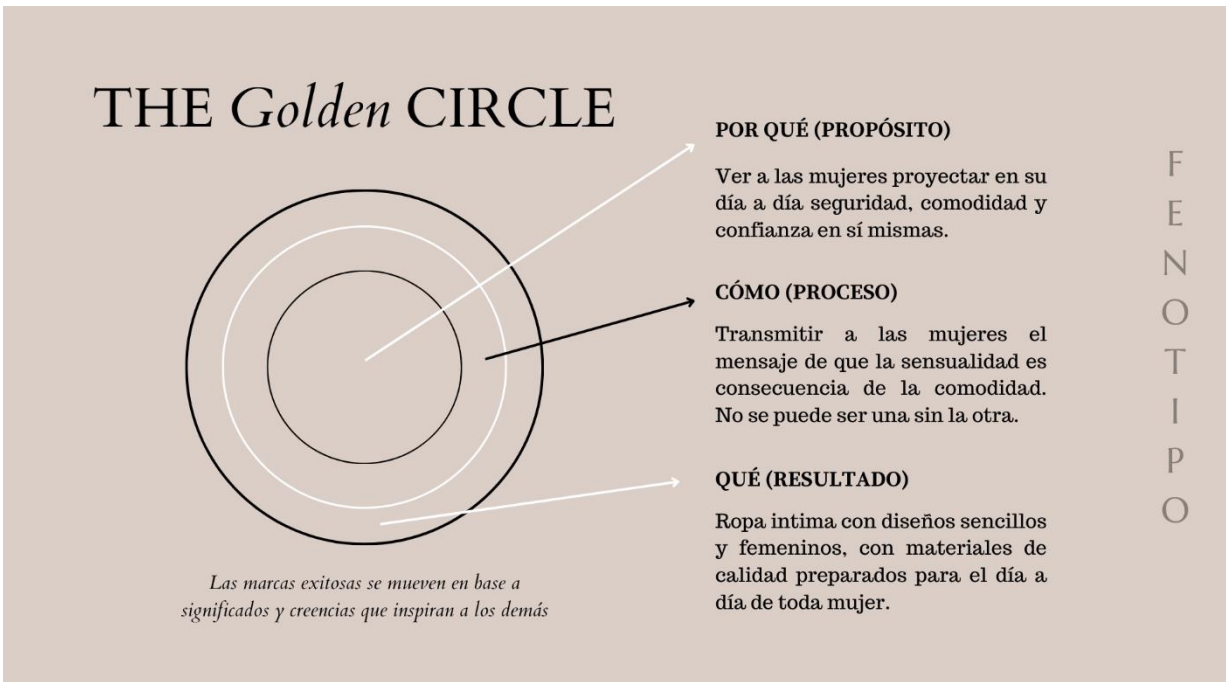 THE Golden CIRCLE
POR QUÉ (PROPÓSITO)
Ver a las mujeres proyectar en su
día a día seguridad, comodidad y
confianza en sí mismas.
CÓMO (PROCESO)
Transmitir a las mujeres el
mensaje de que la sensualidad es
consecuencia de la comodidad.
No se puede ser una sin la otra.
QUÉ (RESULTADO)
Ropa intima con diseños sencillos
y femeninos, con materiales de
calidad preparados para el día a
día de toda mujer.
Las marcas exitosas se mueven en base a
significados y creencias que inspiran a los demás
FENOTIPO